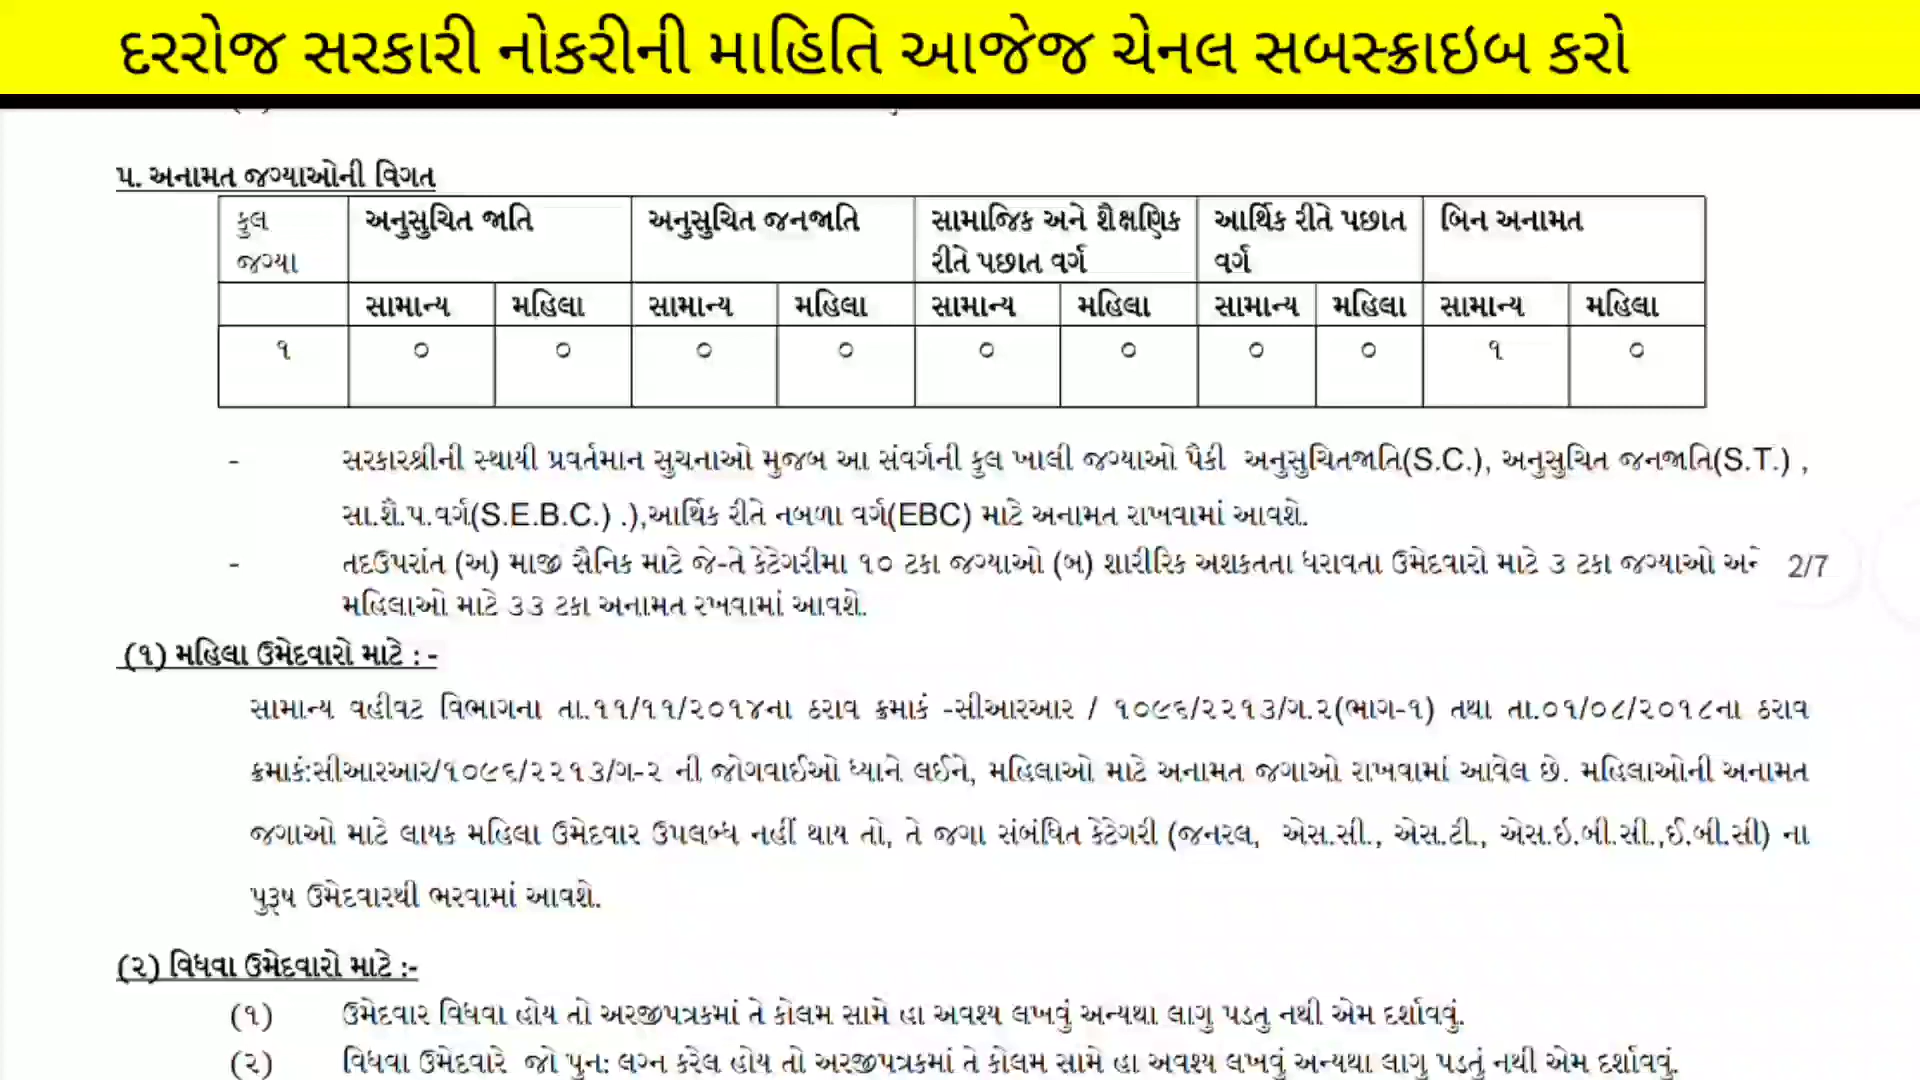 દરરોજ સરકારી નોકરીની માહિતિ આજેજ ચેનલ સબસ્ક્રાઇબ કરો
૫. અનામત જગ્યાઓની વિગત
કુલ જગ્યા અનુસુચિત જાતિ અનુસુચિત જનજાતિ સામાજિક અને શૈક્ષણિક રીતે પછાત વર્ગ આર્થિક રીતે પછાત વર્ગ બિન અનામત
સામાન્ય મહિલા સામાન્ય મહિલા સામાન્ય મહિલા સામાન્ય મહિલા સામાન્ય મહિલા
૧ ૦ ૦ ૦ ૦ ૦ ૦ ૦ ૦ ૧ ૦
- સરકારશ્રીની સ્થાયી પ્રવર્તમાન સુચનાઓ મુજબ આ સંવર્ગની કુલ ખાલી જગ્યાઓ પૈકી અનુસુચિતજાતિ(S.C.), અનુસુચિત જનજાતિ(S.T.) ,
સા.શૈ.પ.વર્ગ(S.E.B.C.) .),આર્થિક રીતે નબળા વર્ગ(EBC) માટે અનામત રાખવામાં આવશે.
- તદઉપરાંત (અ) માજી સૈનિક માટે જે-તે કેટેગરીમા ૧૦ ટકા જગ્યાઓ (બ) શારીરિક અશકતતા ધરાવતા ઉમેદવારો માટે ૩ ટકા જગ્યાઓ અને
2/7
મહિલાઓ માટે ૩૩ ટકા અનામત રખવામાં આવશે.
(૧) મહિલા ઉમેદવારો માટે : -
સામાન્ય વહીવટ વિભાગના તા.૧૧/૧૧/૨૦૧૪ના ઠરાવ ક્રમાકં -સીઆરઆર / ૧૦૯૬/૨૨૧૩/ગ.૨(ભાગ-૧) તથા તા.૦૧/૦૮/૨૦૧૮ના ઠરાવ
ક્રમાકં:સીઆરઆર/૧૦૯૬/૨૨૧૩/ગ-૨ ની જોગવાઈઓ ધ્યાને લઈને, મહિલાઓ માટે અનામત જગાઓ રાખવામાં આવેલ છે. મહિલાઓની અનામત
જગાઓ માટે લાયક મહિલા ઉમેદવાર ઉપલબ્ધ નહીં થાય તો, તે જગા સંબંધિત કેટેગરી (જનરલ, એસ.સી., એસ.ટી., એસ.ઇ.બી.સી.,ઈ.બી.સી) ના
પુરૂષ ઉમેદવારથી ભરવામાં આવશે.
(૨) વિધવા ઉમેદવારો માટે :-
(૧) ઉમેદવાર વિધવા હોય તો અરજીપત્રકમાં તે કોલમ સામે હા અવશ્ય લખવું અન્યથા લાગુ પડતુ નથી એમ દર્શાવવું.
(૨) વિધવા ઉમેદવારે જો પુન: લગ્ન કરેલ હોય તો અરજીપત્રકમાં તે કોલમ સામે હા અવશ્ય લખવું અન્યથા લાગુ પડતું નથી એમ દર્શાવવું.